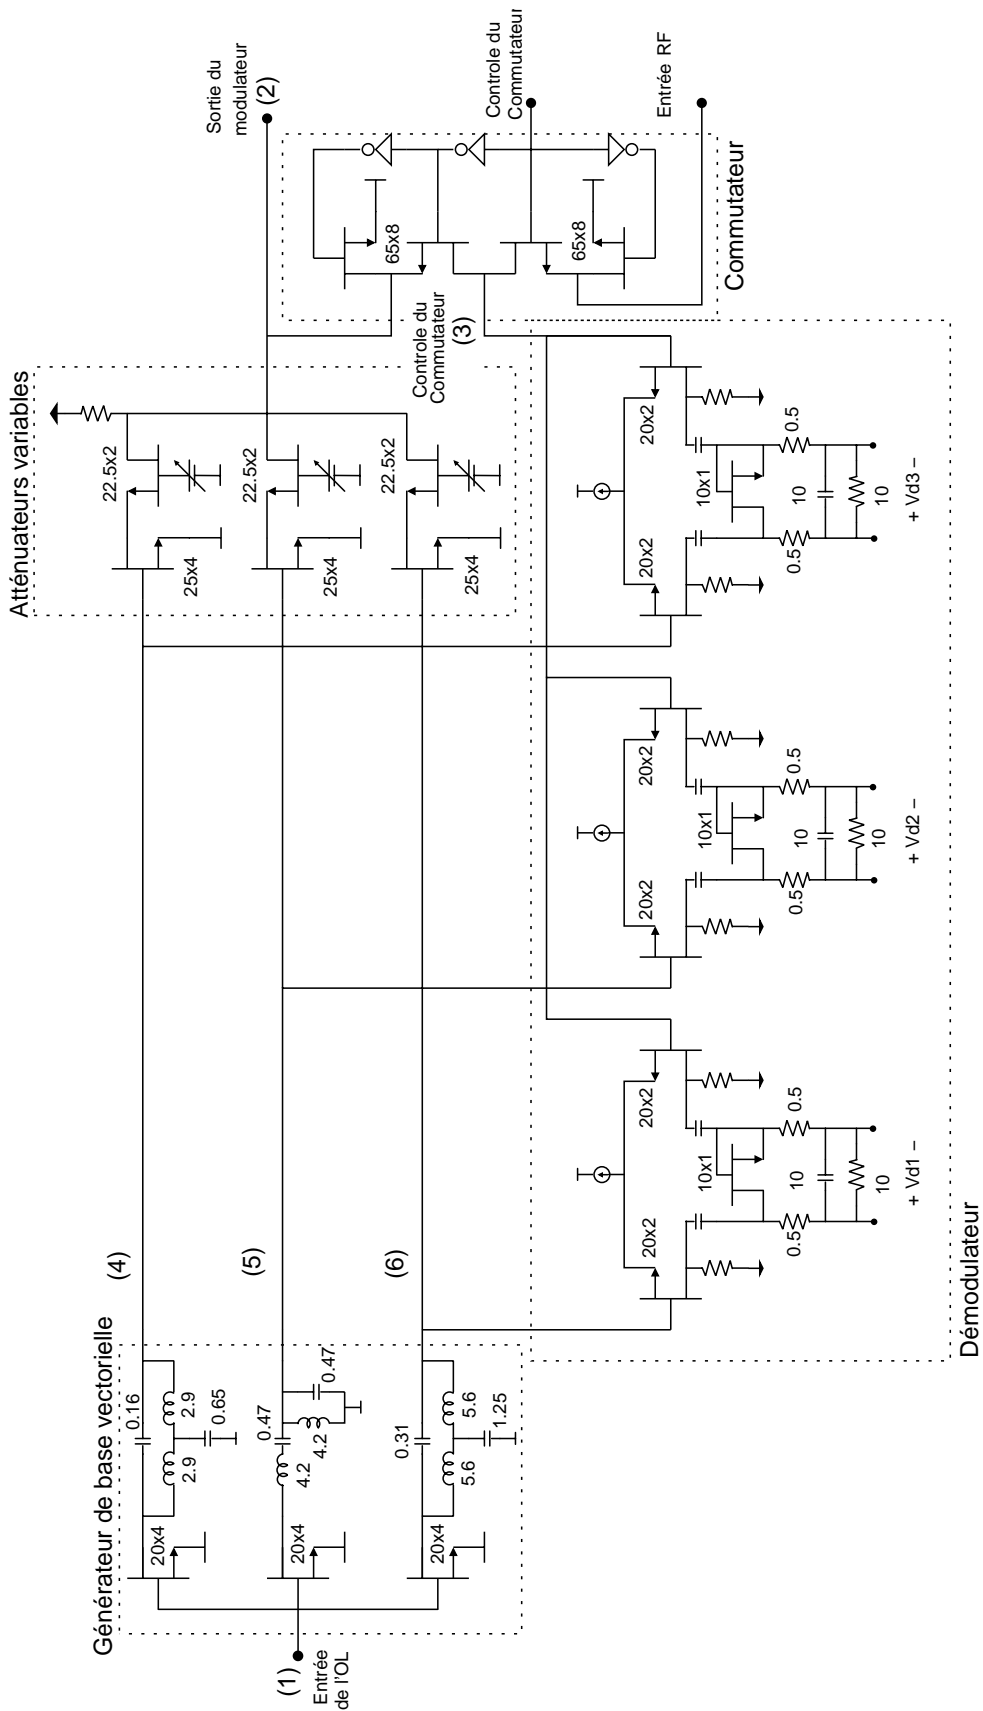 Générateur de base vectorielle
(1)
Entrée
de l'OL
20x4
20x4
20x4
0.16
2.9
2.9
0.65
0.47
4.2
4.2
0.47
0.31
5.6
5.6
1.25
(4)
(5)
(6)
Atténuateurs variables
25x4
22.5x2
25x4
22.5x2
25x4
22.5x2
Sortie du
modulateur
(2)
Controle du
Commutateur
(3)
65x8
65x8
Controle du
Commutateur
Entrée RF
Commutateur
Démodulateur
20x2
20x2
10x1
0.5
0.5
10
10
+ Vd1 −
20x2
20x2
10x1
0.5
0.5
10
10
+ Vd2 −
20x2
20x2
10x1
0.5
0.5
10
10
+ Vd3 −